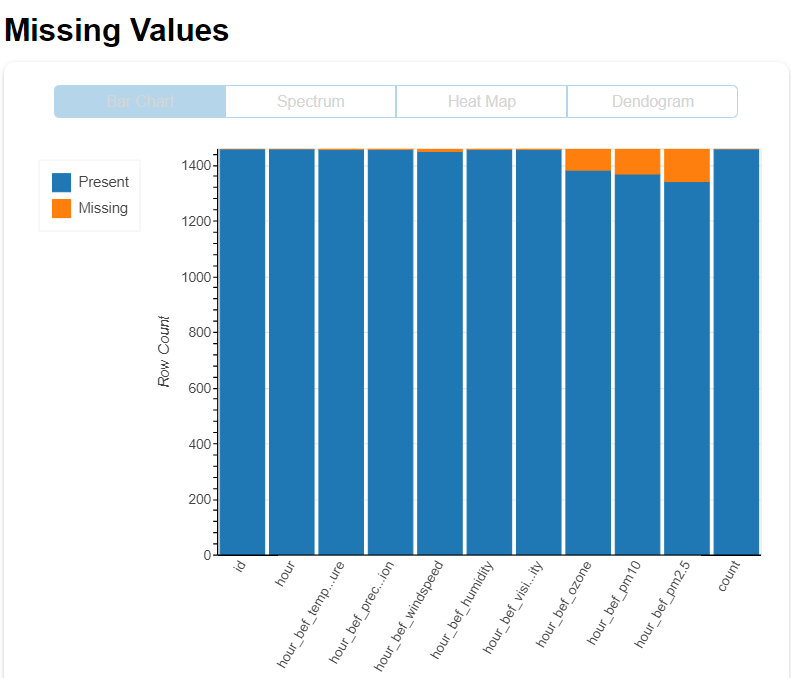 Missing Values
Bar Chart Spectrum Heat Map Dendogram
Present
Missing
Row Count
1400
1200
1000
800
600
400
200
0
id
hour
hour_bef_temp...ure
hour_bef_prec...ion
hour_bef_windspeed
hour_bef_humidity
hour_bef_visi...ity
hour_bef_ozone
hour_bef_pm10
hour_bef_pm2.5
count